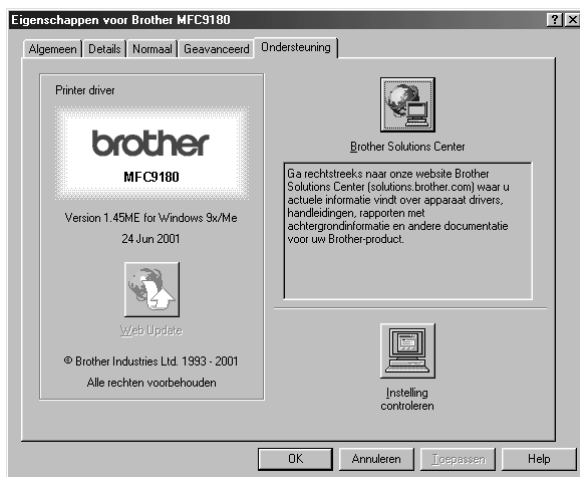 Eigenschappen voor Brother MFC9180
Algemeen
Details
Normaal
Geavanceerd
Ondersteuning
Printer driver
brother
MFC9180
Version 1.45ME for Windows 9x/Me
24 Jun 2001
Web Update
© Brother Industries Ltd. 1993 - 2001
Alle rechten voorbehouden
Brother Solutions Center
Ga rechtstreeks naar onze website Brother
Solutions Center (solutions.brother.com) waar u
actuele informatie vindt over apparaat drivers,
handleidingen, rapporten met
achtergrondinformatie en andere documentatie
voor uw Brother-product.
Instelling
controleren
OK
Annuleren
Toepassen
Help